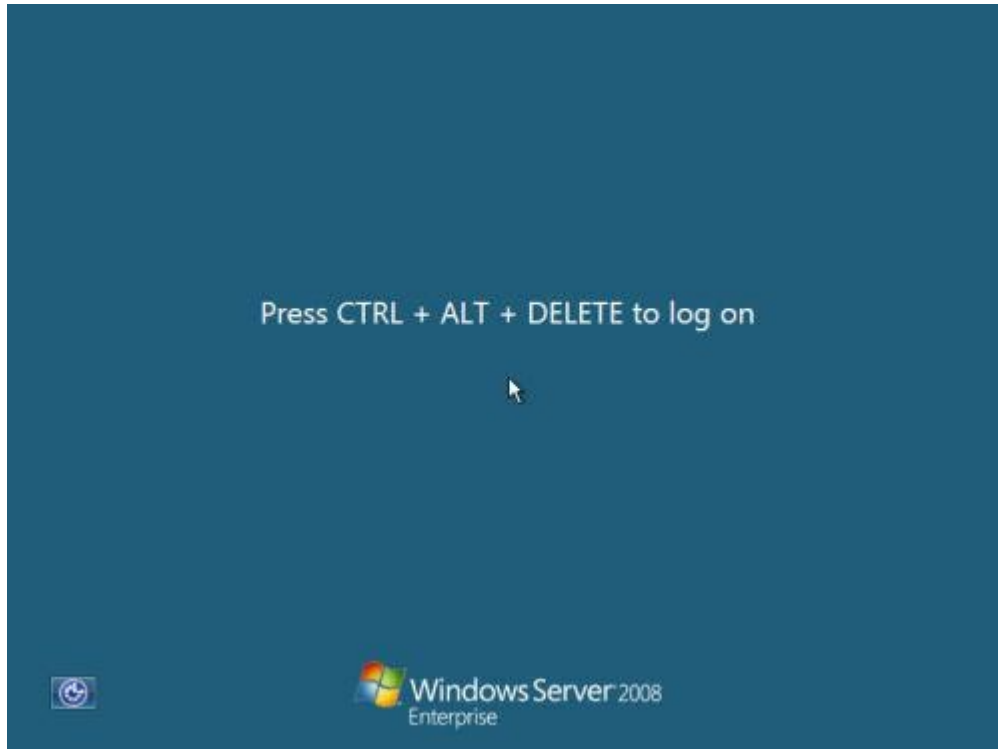 Press CTRL + ALT + DELETE to log on
Windows Server 2008
Enterprise